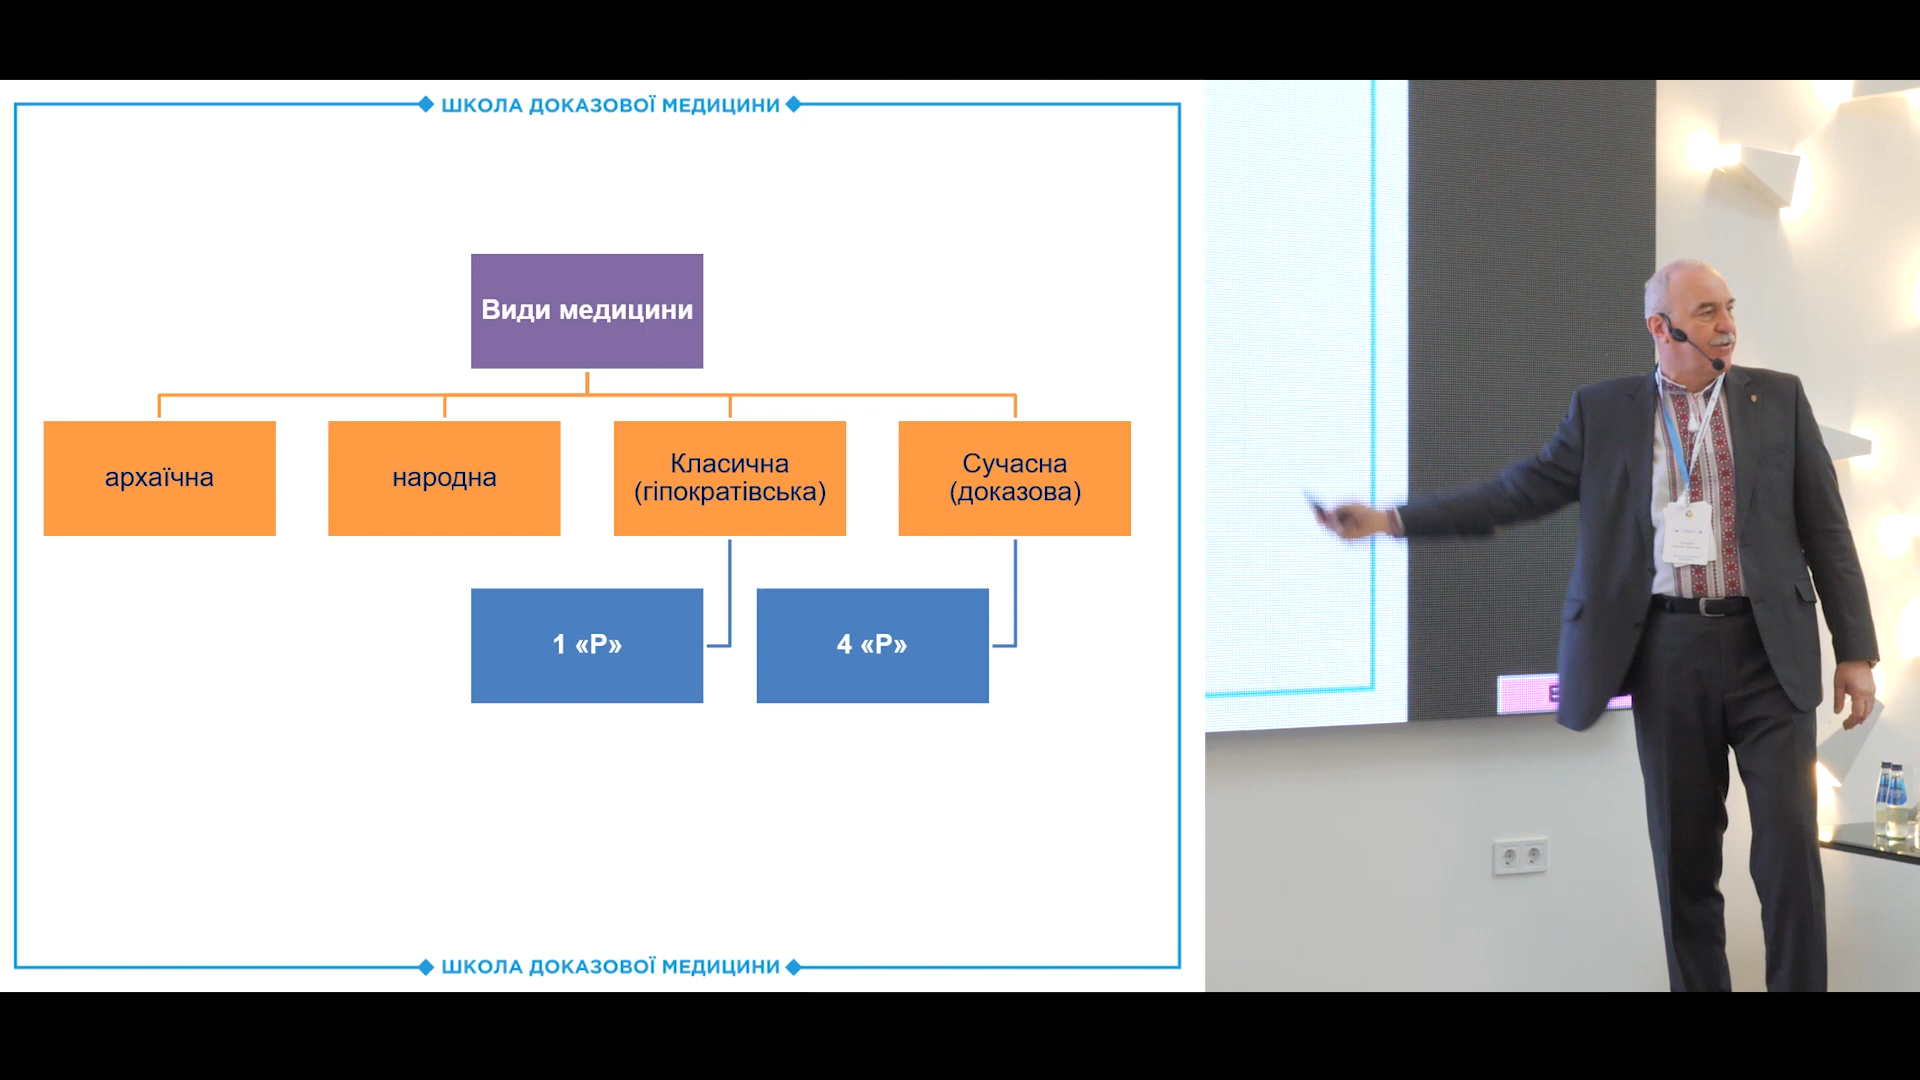 ШКОЛА ДОКАЗОВОЇ МЕДИЦИНИ
Види медицини
архаїчна
народна
Класична
(гіпократівська)
Сучасна
(доказова)
1 «Р»
4 «Р»
ШКОЛА ДОКАЗОВОЇ МЕДИЦИНИ